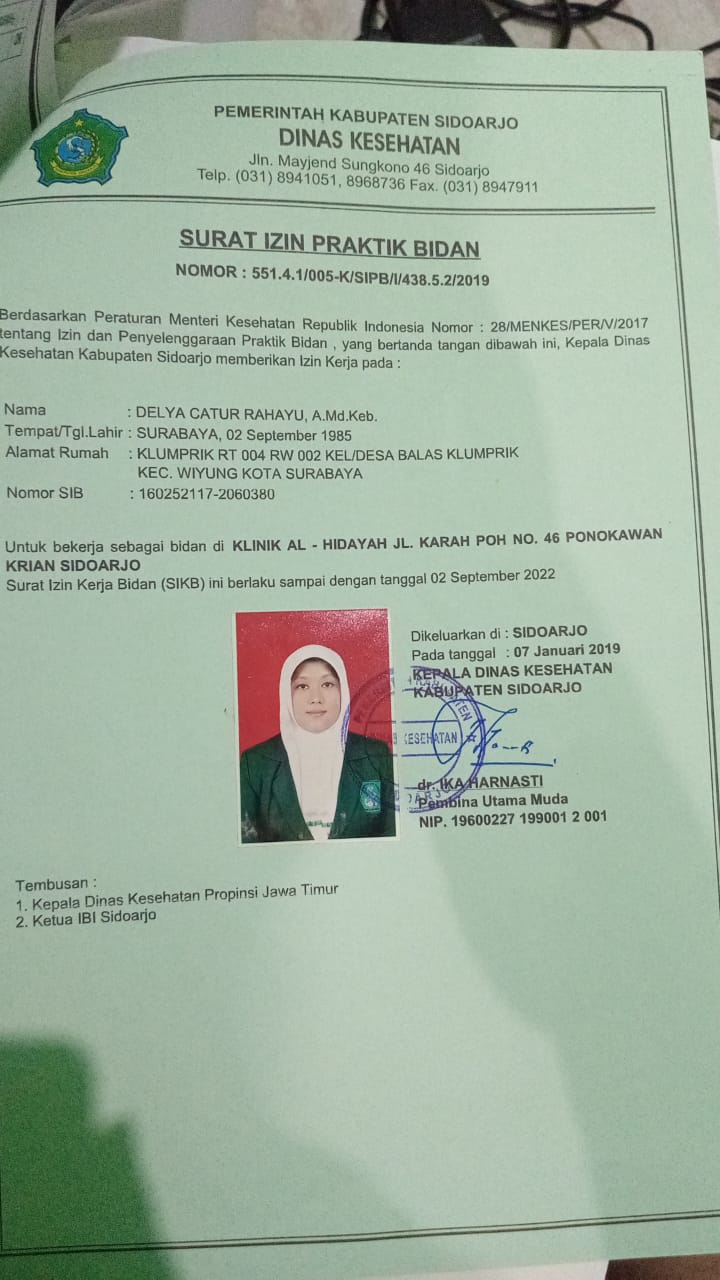 PEMERINTAH KABUPATEN SIDOARJO
DINAS KESEHATAN
Jln. Mayjend Sungkono 46 Sidoarjo
Telp. (031) 8941051, 8968736 Fax. (031) 8947911
SURAT IZIN PRAKTIK BIDAN
NOMOR : 551.4.1/005-K/SIPB/I/438.5.2/2019
Berdasarkan Peraturan Menteri Kesehatan Republik Indonesia Nomor : 28/MENKES/PER/V/2017
tentang Izin dan Penyelenggaraan Praktik Bidan , yang bertanda tangan dibawah ini, Kepala Dinas
Kesehatan Kabupaten Sidoarjo memberikan Izin Kerja pada :
Nama : DELYA CATUR RAHAYU, A.Md.Keb.
Tempat/Tgl.Lahir : SURABAYA, 02 September 1985
Alamat Rumah : KLUMPRIK RT 004 RW 002 KEL/DESA BALAS KLUMPRIK
KEC. WIYUNG KOTA SURABAYA
Nomor SIB : 160252117-2060380
Untuk bekerja sebagai bidan di KLINIK AL - HIDAYAH JL. KARAH POH NO. 46 PONOKAWAN
KRIAN SIDOARJO
Surat Izin Kerja Bidan (SIKB) ini berlaku sampai dengan tanggal 02 September 2022
Dikeluarkan di : SIDOARJO
Pada tanggal : 07 Januari 2019
KEPALA DINAS KESEHATAN
KABUPATEN SIDOARJO
KESEHATAN
dr. IKA HARNASTI
Pembina Utama Muda
NIP. 19600227 199001 2 001
Tembusan :
1. Kepala Dinas Kesehatan Propinsi Jawa Timur
2. Ketua IBI Sidoarjo